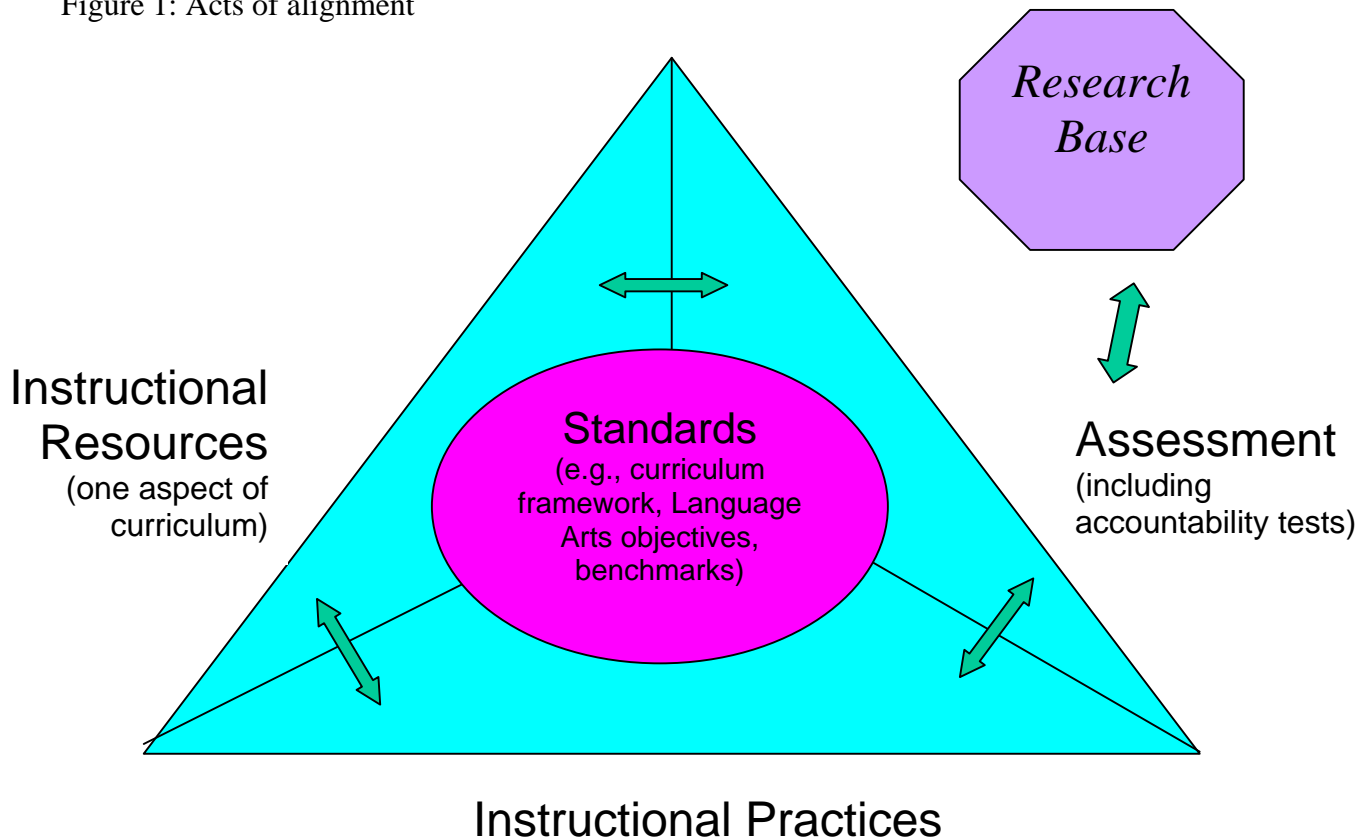 Figure 1: Acts of alignment
Research
Base
Instructional
Resources
(one aspect of
curriculum)
Standards
(e.g., curriculum
framework, Language
Arts objectives,
benchmarks)
Assessment
(including
accountability tests)
Instructional Practices